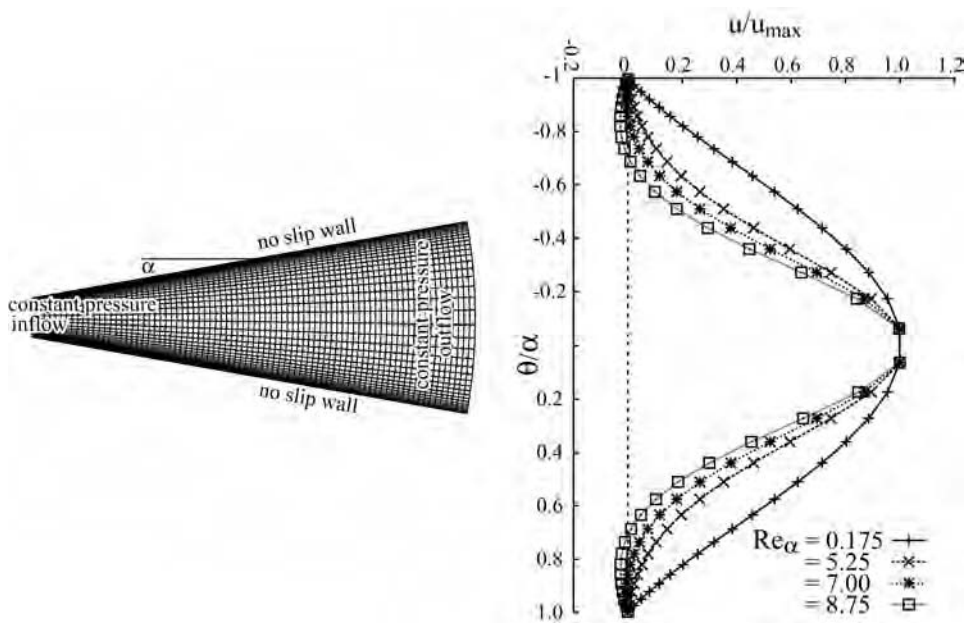 no slip wall
α
constant pressure
inflow
constant pressure
outflow
no slip wall
u/u_max
-0.2
0.
0.2
0.4
0.6
0.8
1.0
1.2
-1
-0.8
-0.6
-0.4
-0.2
θ/α
0.2
0.4
0.6
0.8
1.0
Reα = 0.175
= 5.25
= 7.00
= 8.75